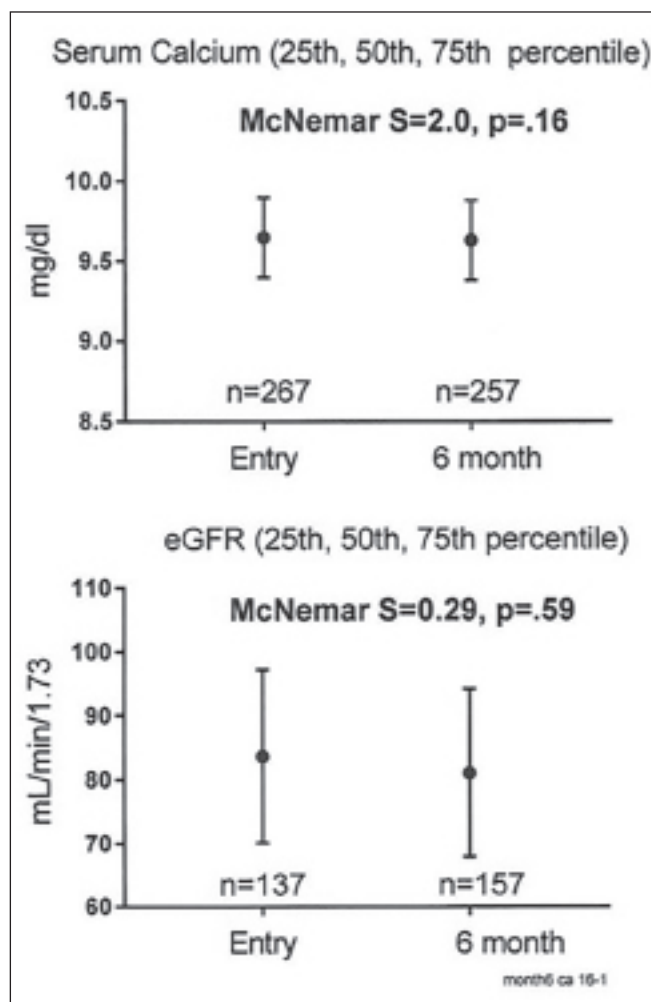 Serum Calcium (25th, 50th, 75th percentile)
10.5
McNemar S=2.0, p=.16
10.0
9.5
9.0
8.5
mg/dl
n=267 n=257
Entry 6 month
eGFR (25th, 50th, 75th percentile)
110
McNemar S=0.29, p=.59
100
90
80
70
60
mL/min/1.73
n=137 n=157
Entry 6 month
month6 ca 16-1